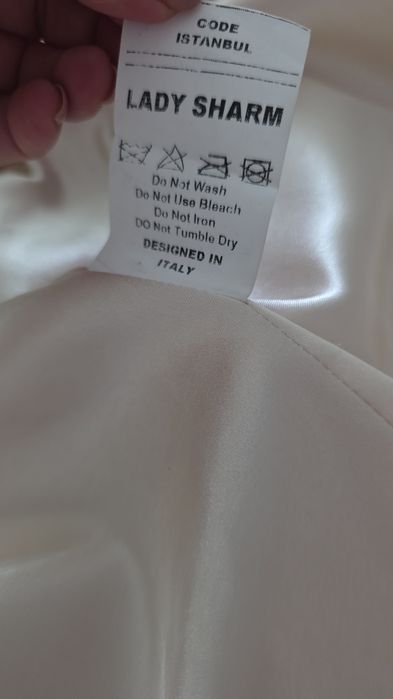 CODE
ISTANBUL
LADY SHARM
Do Not Wash
Do Not Use Bleach
Do Not Iron
DO Not Tumble Dry
DESIGNED IN
ITALY